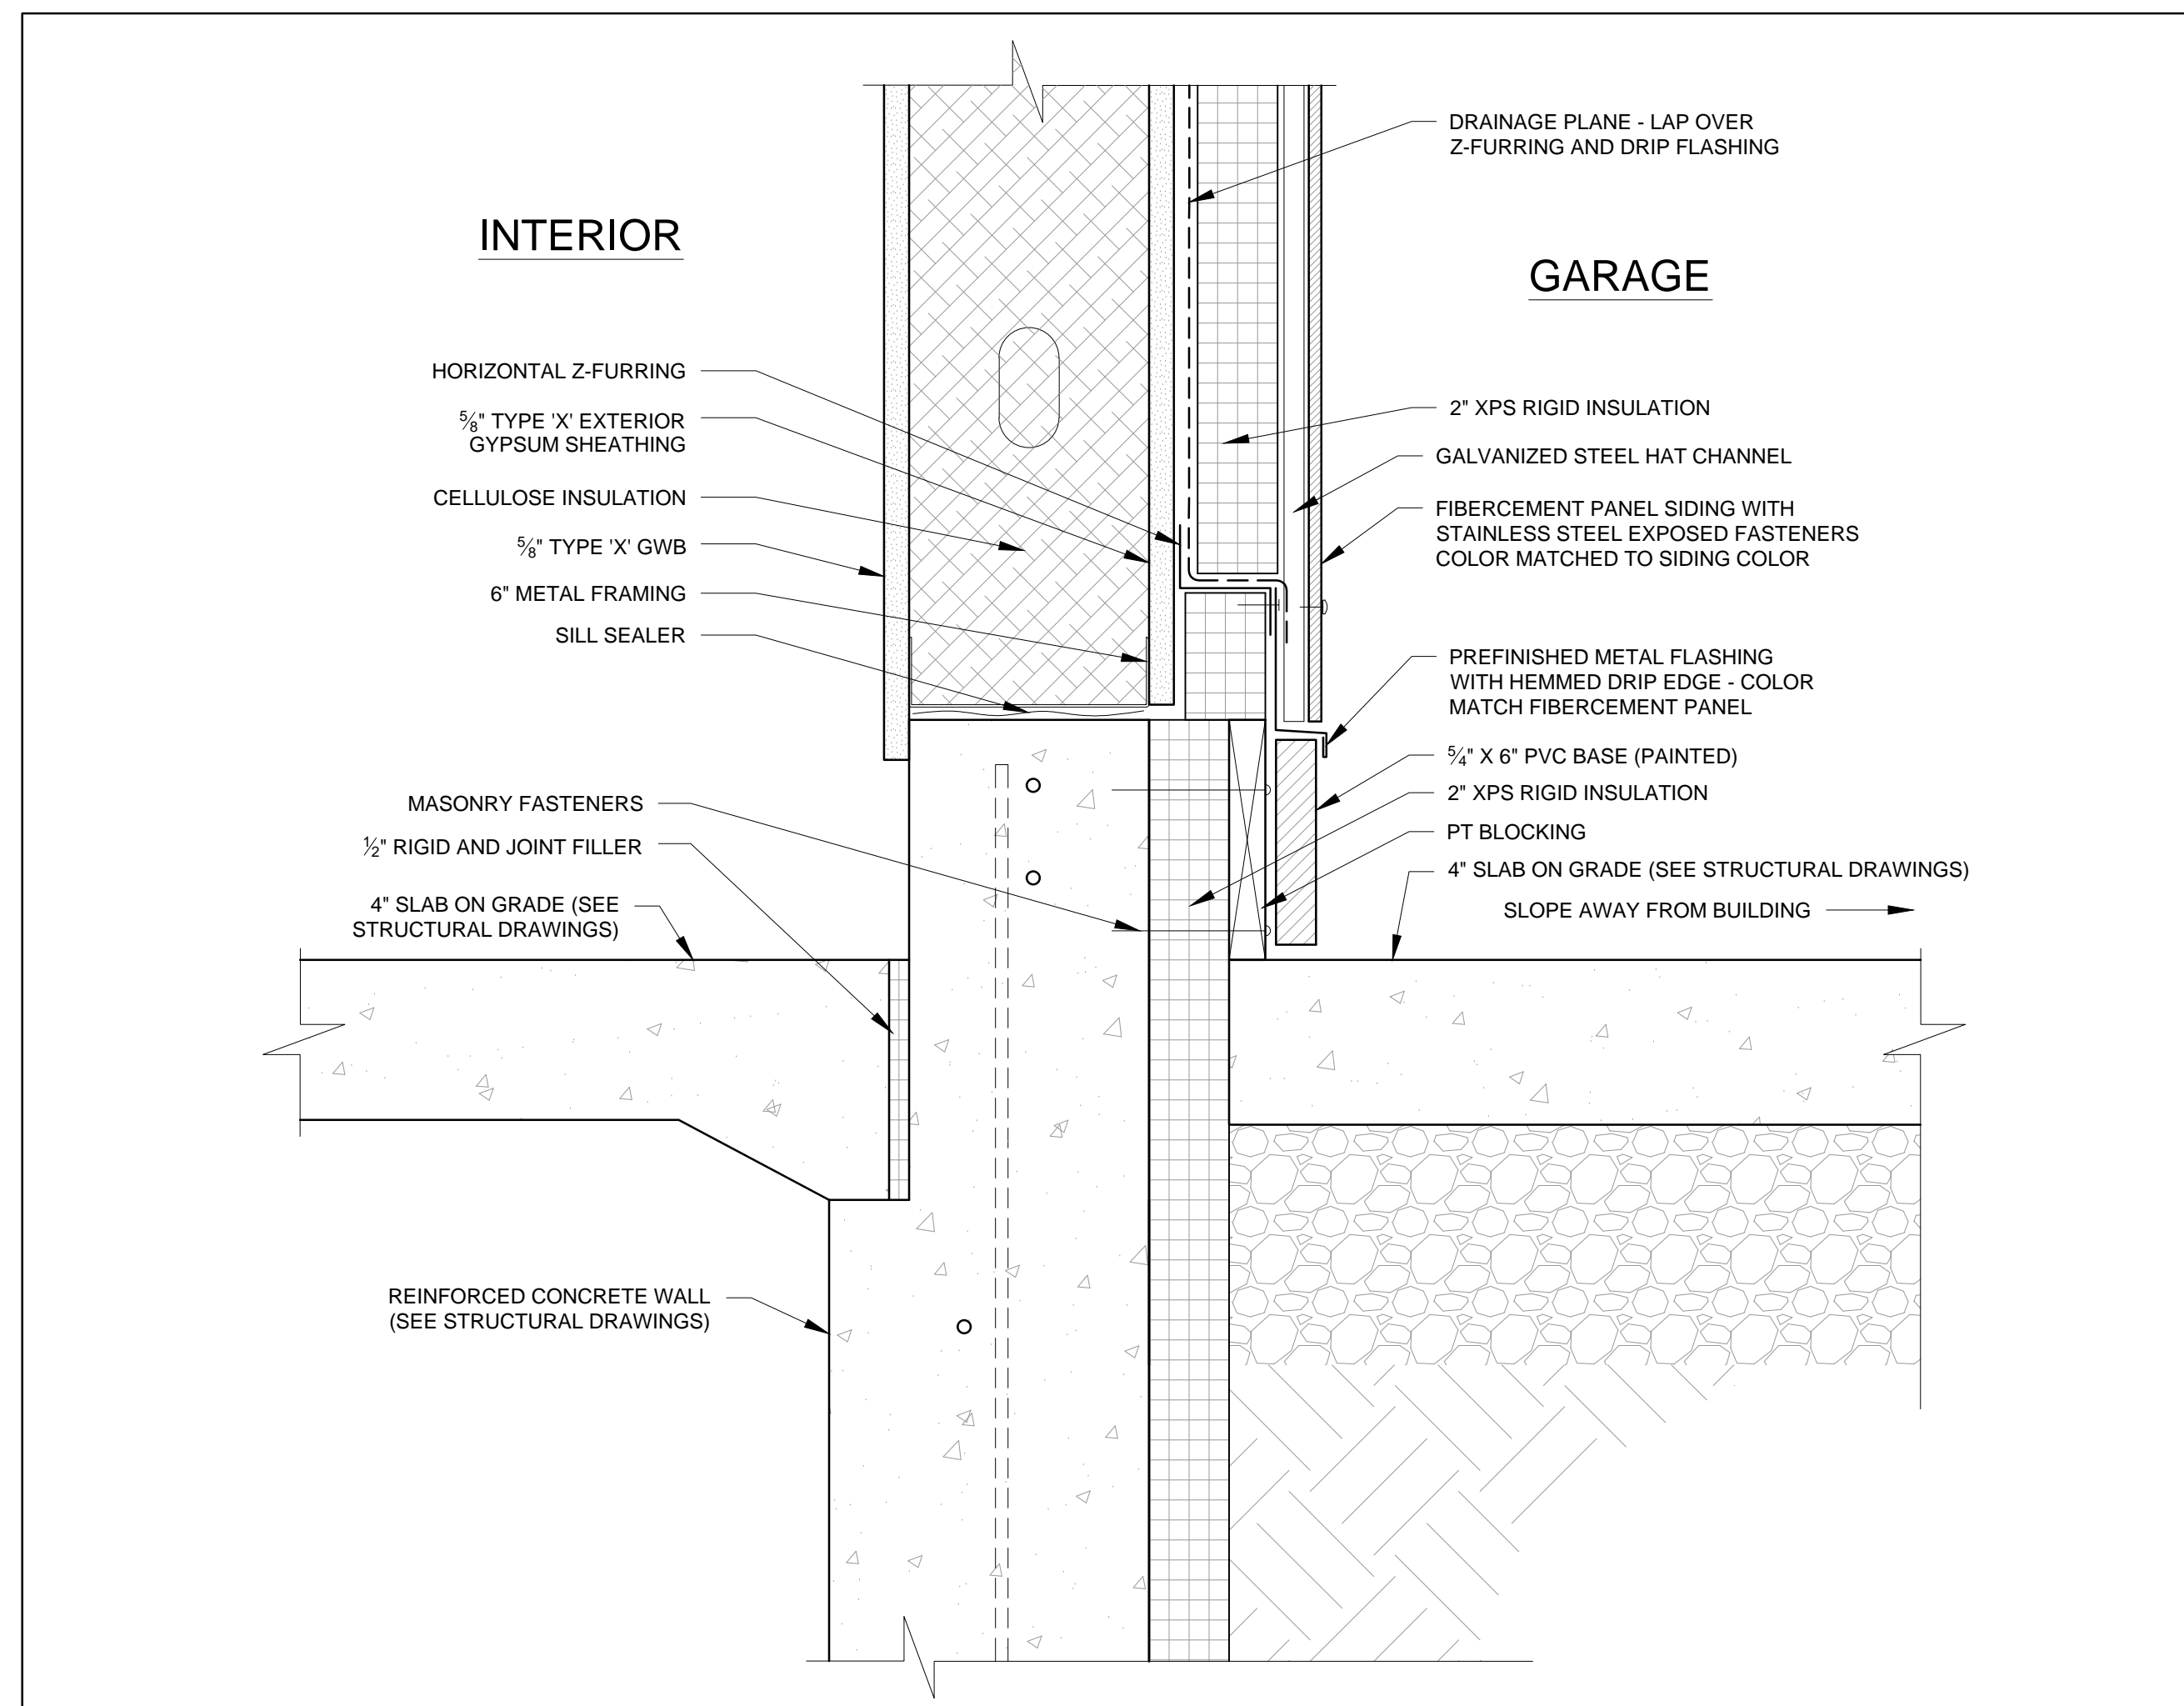 INTERIOR
HORIZONTAL Z-FURRING
⅝" TYPE 'X' EXTERIOR
GYPSUM SHEATHING
CELLULOSE INSULATION
⅝" TYPE 'X' GWB
6" METAL FRAMING
SILL SEALER
MASONRY FASTENERS
½" RIGID AND JOINT FILLER
4" SLAB ON GRADE (SEE
STRUCTURAL DRAWINGS)
REINFORCED CONCRETE WALL
(SEE STRUCTURAL DRAWINGS)
DRAINAGE PLANE - LAP OVER
Z-FURRING AND DRIP FLASHING
GARAGE
2" XPS RIGID INSULATION
GALVANIZED STEEL HAT CHANNEL
FIBERCEMENT PANEL SIDING WITH
STAINLESS STEEL EXPOSED FASTENERS
COLOR MATCHED TO SIDING COLOR
PREFINISHED METAL FLASHING
WITH HEMMED DRIP EDGE - COLOR
MATCH FIBERCEMENT PANEL
5/4" X 6" PVC BASE (PAINTED)
2" XPS RIGID INSULATION
PT BLOCKING
4" SLAB ON GRADE (SEE STRUCTURAL DRAWINGS)
SLOPE AWAY FROM BUILDING